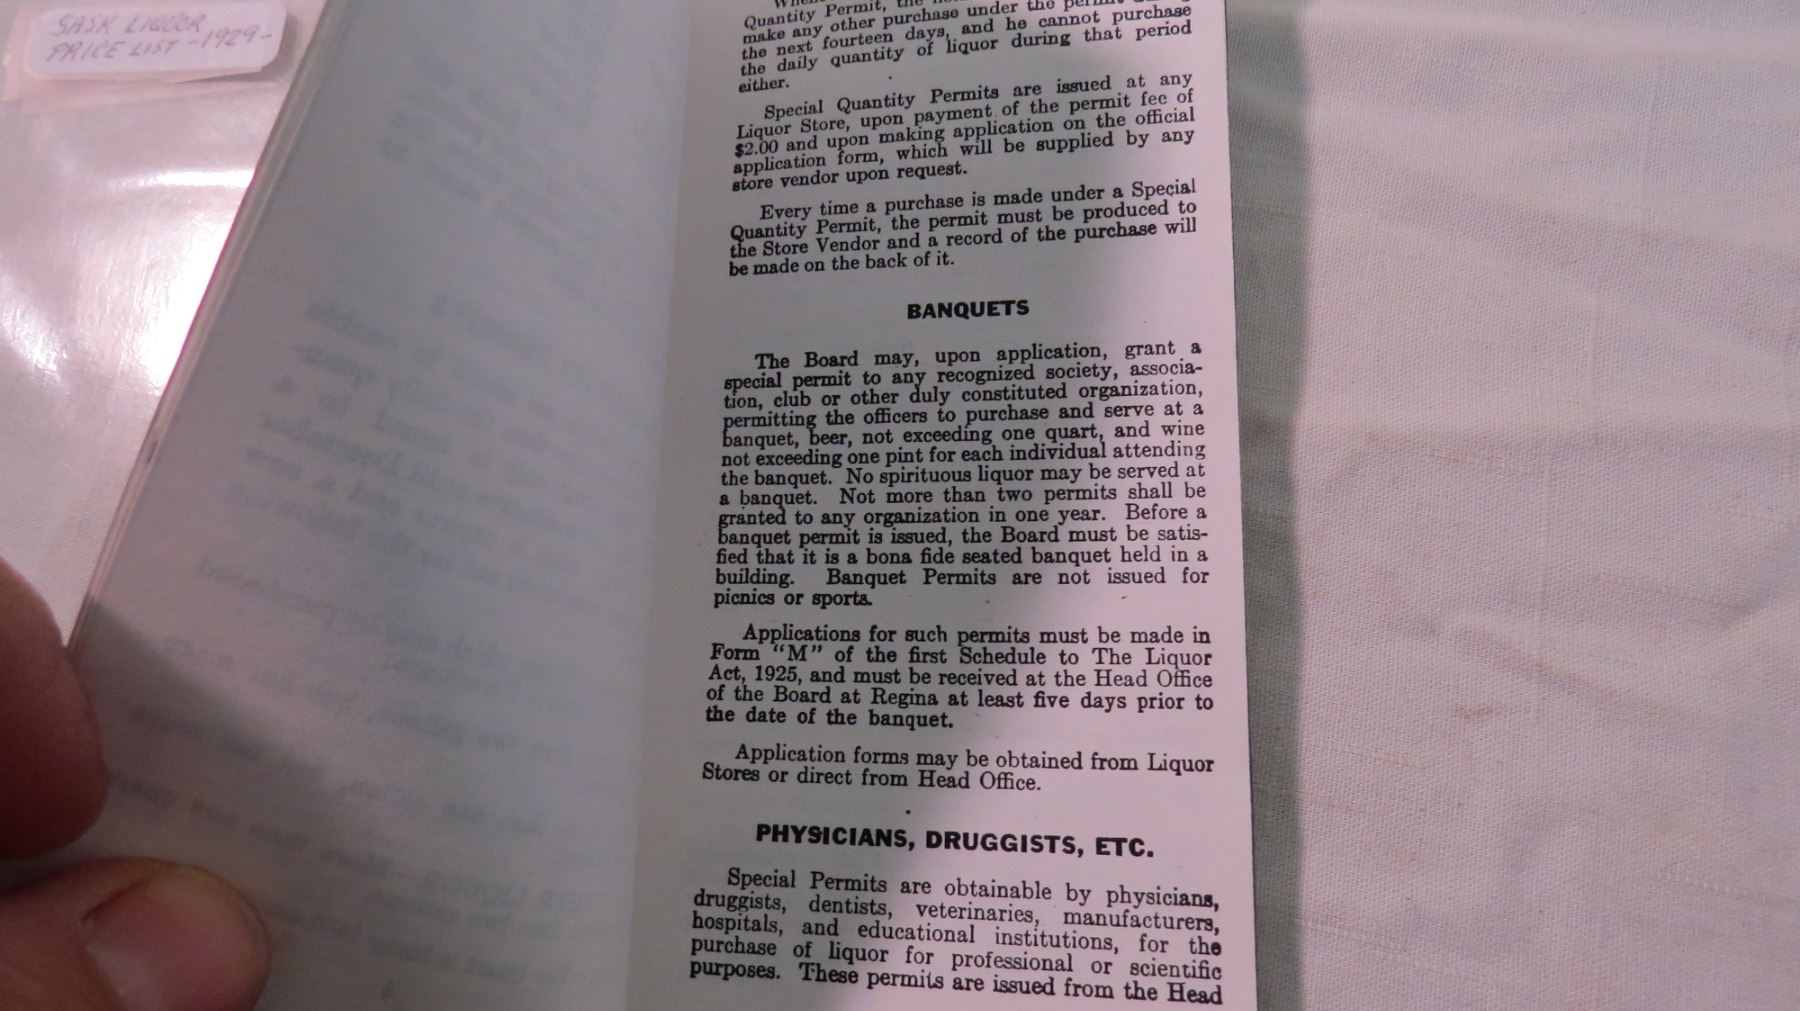 SASK LIQUOR
PRICE LIST -1929-
Quantity Permit, the
make any other purchase under the permit
the next fourteen days, and he cannot purchase
the daily quantity of liquor during that period
either.
Special Quantity Permits are issued at any
Liquor Store, upon payment of the permit fee of
$2.00 and upon making application on the official
application form, which will be supplied by any
store vendor upon request.
Every time a purchase is made under a Special
Quantity Permit, the permit must be produced to
the Store Vendor and a record of the purchase will
be made on the back of it.
BANQUETS
The Board may, upon application, grant a
special permit to any recognized society, associa-
tion, club or other duly constituted organization,
permitting the officers to purchase and serve at a
banquet, beer, not exceeding one quart, and wine
not exceeding one pint for each individual attending
the banquet. No spirituous liquor may be served at
a banquet. Not more than two permits shall be
granted to any organization in one year. Before a
banquet permit is issued, the Board must be satis-
fied that it is a bona fide seated banquet held in a
building. Banquet Permits are not issued for
picnics or sports.
Applications for such permits must be made in
Form "M" of the first Schedule to The Liquor
Act, 1925, and must be received at the Head Office
of the Board at Regina at least five days prior to
the date of the banquet.
Application forms may be obtained from Liquor
Stores or direct from Head Office.
PHYSICIANS, DRUGGISTS, ETC.
Special Permits are obtainable by physicians,
druggists, dentists, veterinaries, manufacturers,
hospitals, and educational institutions, for the
purchase of liquor for professional or scientific
purposes. These permits are issued from the Head